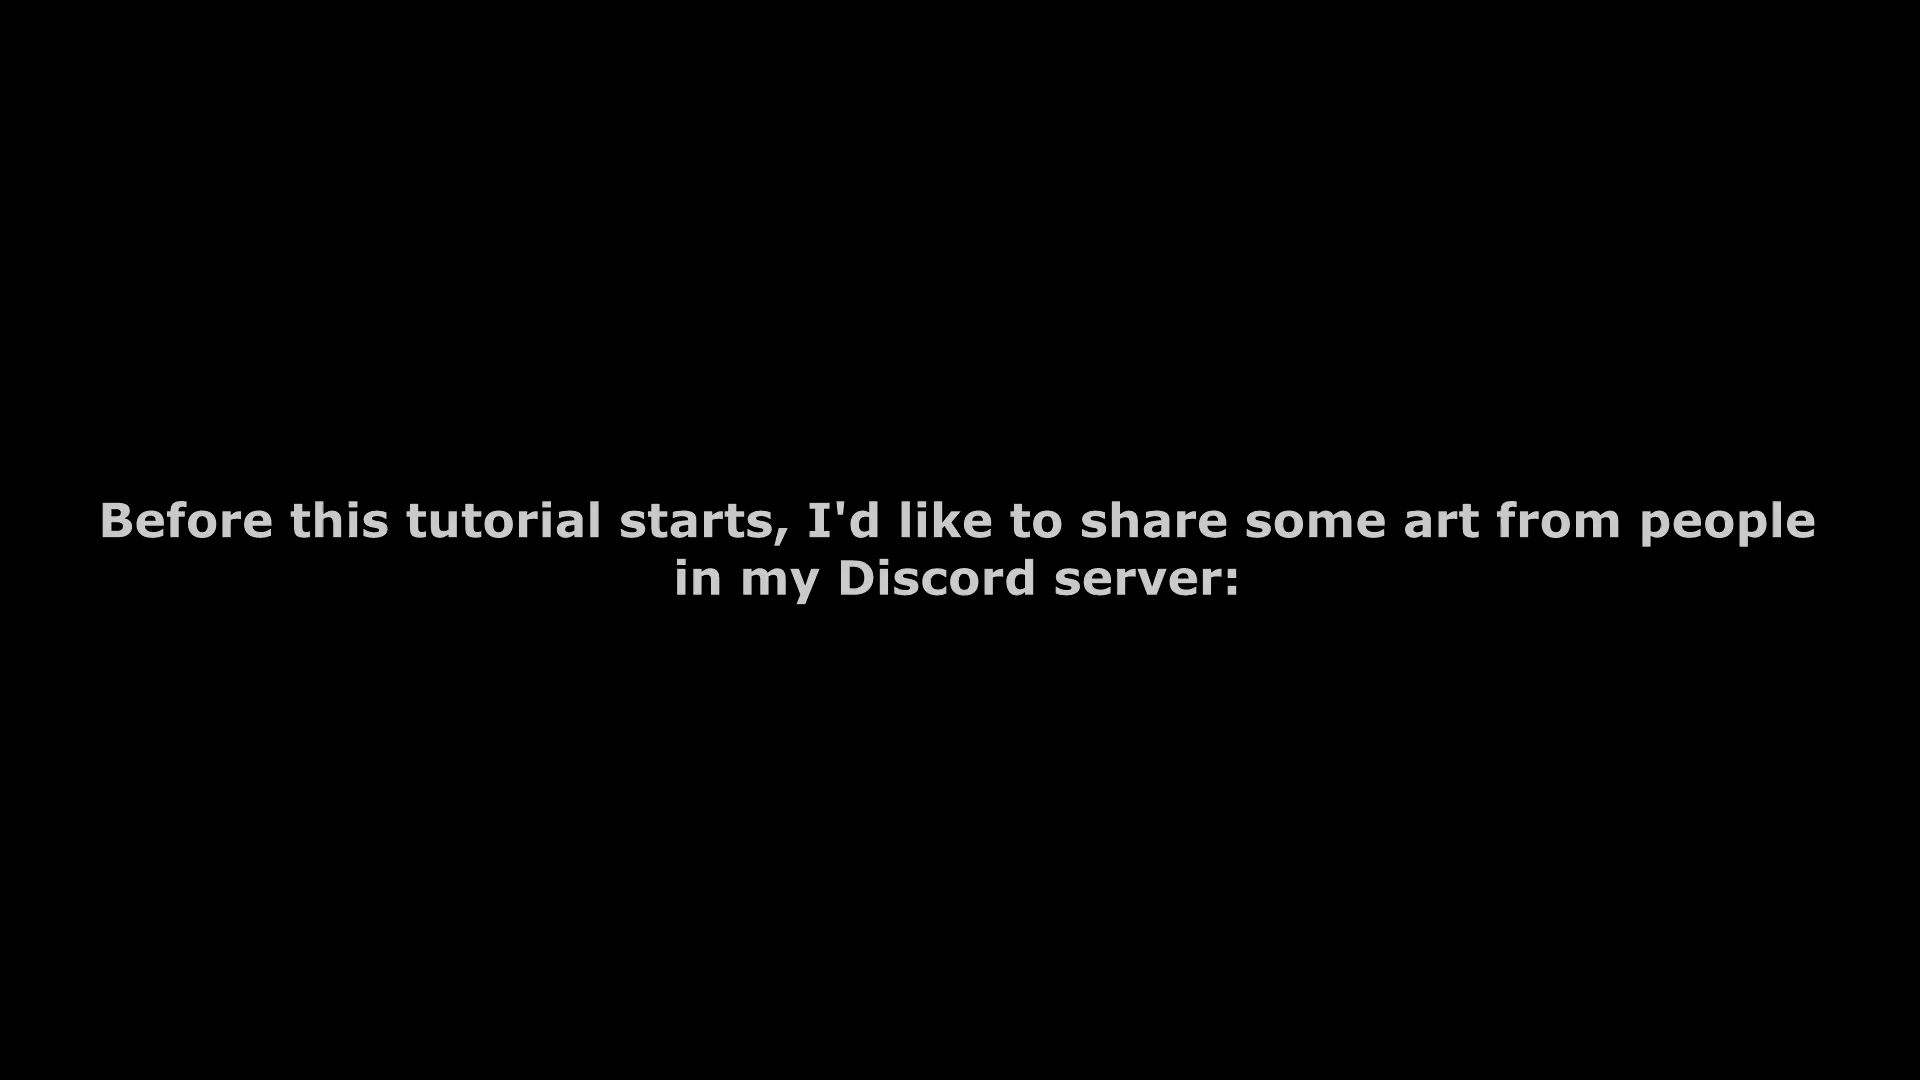 Before this tutorial starts, I'd like to share some art from people
in my Discord server: